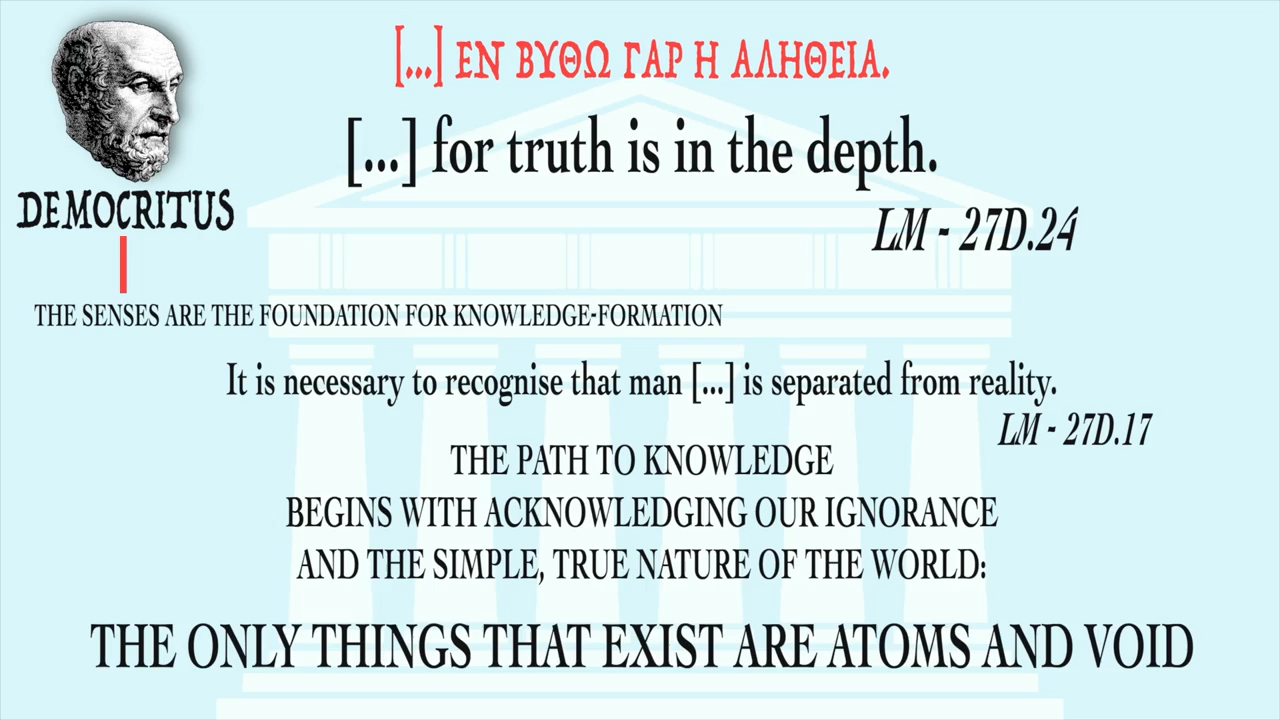 [...] ΕΝ ΒΥΘΩ ΓΑΡ Η ΑΛΗΘΕΙΑ.
[...] for truth is in the depth.
DEMOCRITUS
LM - 27D.24
THE SENSES ARE THE FOUNDATION FOR KNOWLEDGE-FORMATION
It is necessary to recognise that man [...] is separated from reality.
LM - 27D.17
THE PATH TO KNOWLEDGE
BEGINS WITH ACKNOWLEDGING OUR IGNORANCE
AND THE SIMPLE, TRUE NATURE OF THE WORLD:
THE ONLY THINGS THAT EXIST ARE ATOMS AND VOID